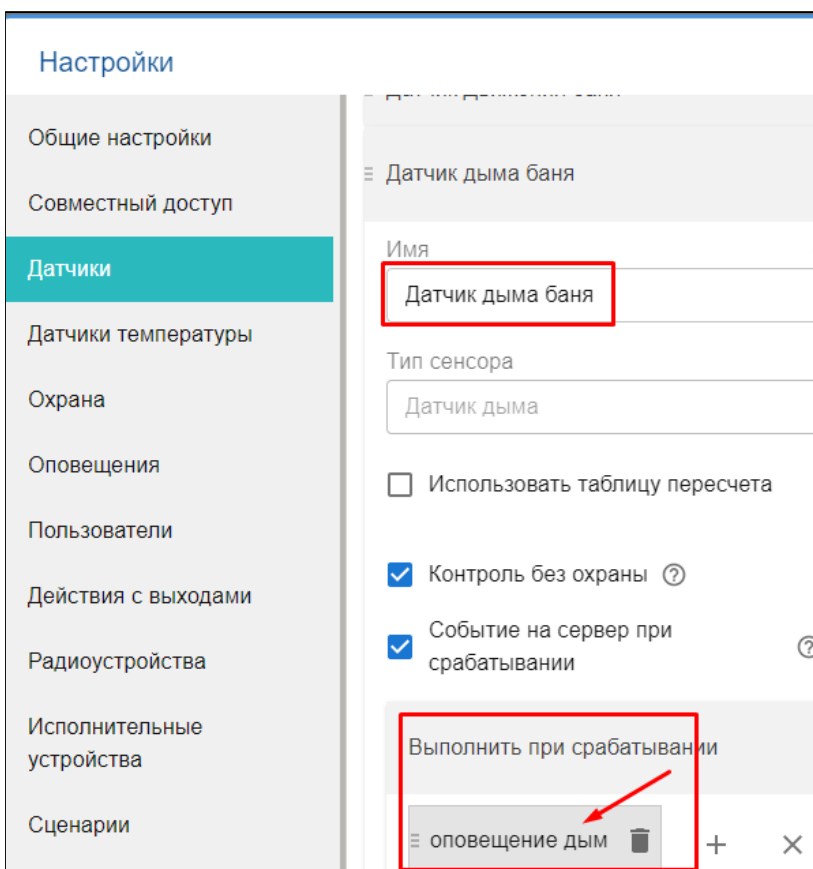 Настройки
Общие настройки
Совместный доступ
Датчики
Датчики температуры
Охрана
Оповещения
Пользователи
Действия с выходами
Радиоустройства
Исполнительные
устройства
Сценарии
Датчик дыма баня
Имя
Датчик дыма баня
Тип сенсора
Датчик дыма
Использовать таблицу пересчета
Контроль без охраны
Событие на сервер при
срабатывании
Выполнить при срабатывании
оповещение дым